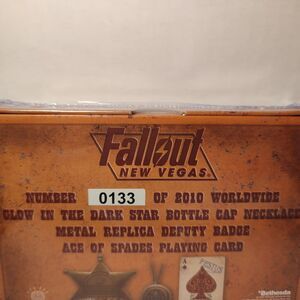 Fallout
NEW VEGAS
NUMBER 0133 OF 2010 WORLDWIDE
GLOW IN THE DARK STAR BOTTLE CAP NECKLACE
METAL REPLICA DEPUTY BADGE
ACE OF SPADES PLAYING CARD
A
Bethesda